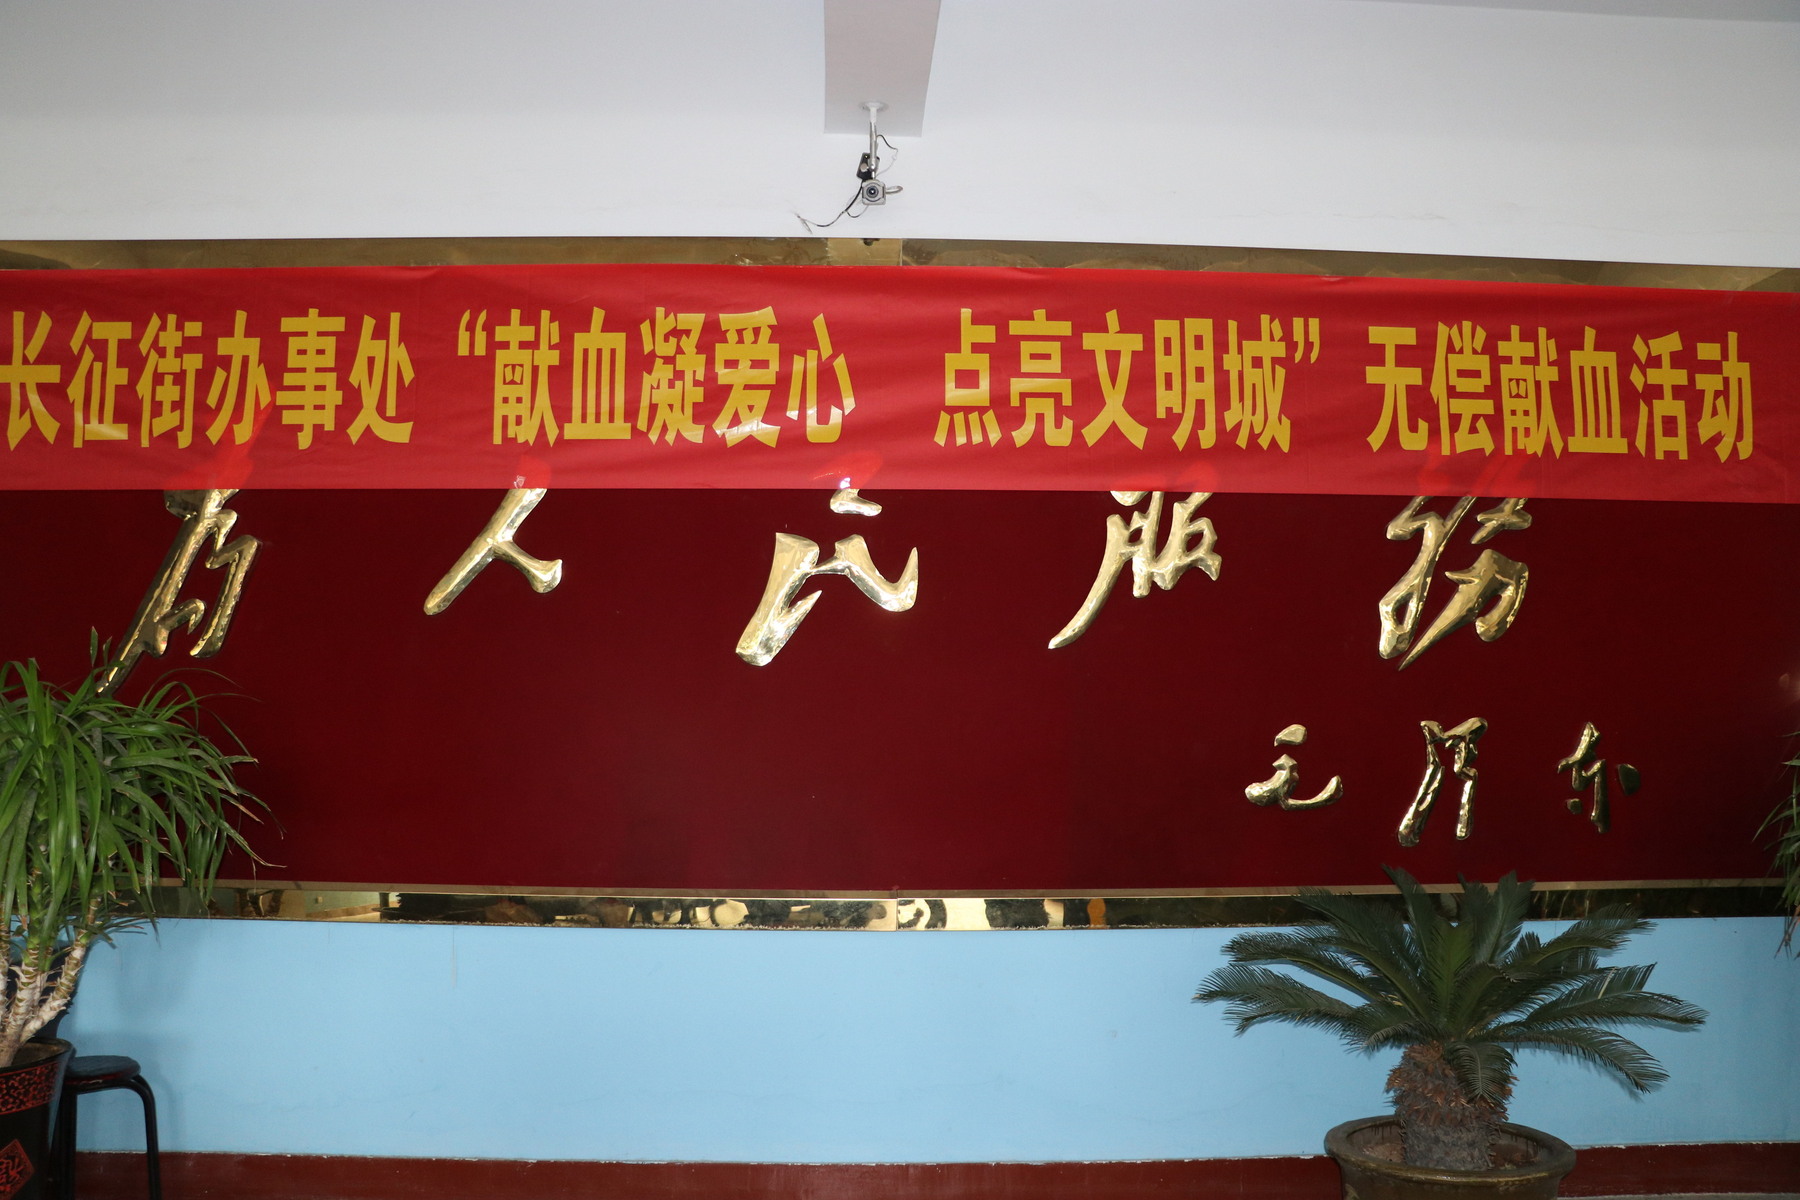 长征街办事处“献血凝爱心 点亮文明城”无偿献血活动
为人民服务
毛泽东